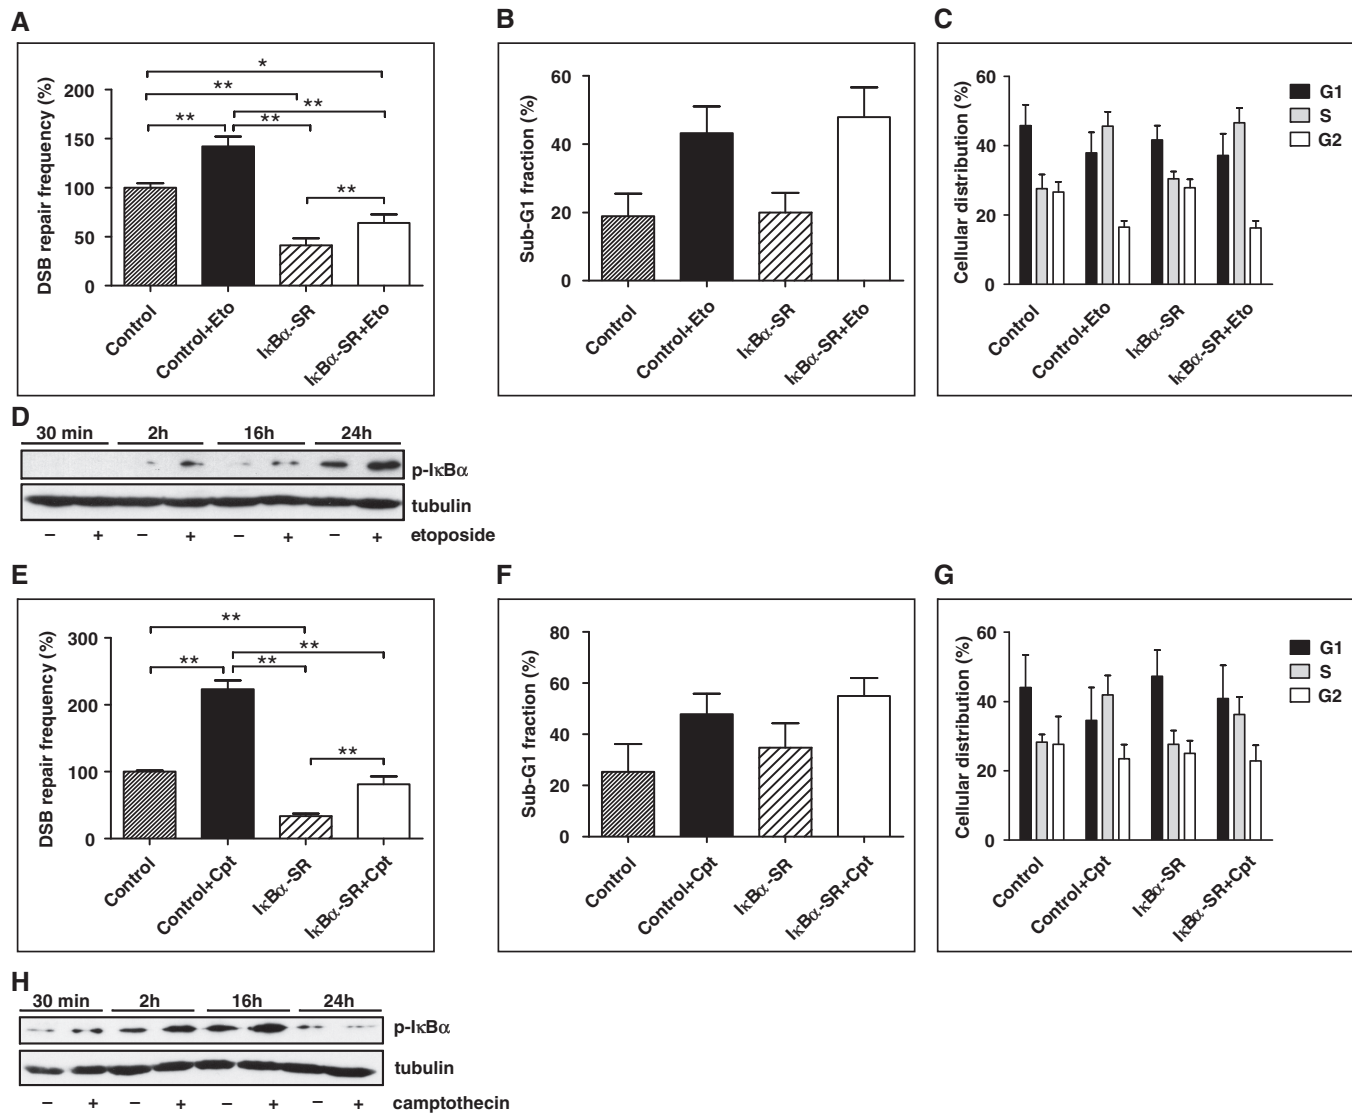 A
DSB repair frequency (%)
200
150
100
50
0
*
**
**
**
**
**
Control
Control+Eto
IκBα-SR
IκBα-SR+Eto
B
Sub-G1 fraction (%)
60
40
20
0
Control
Control+Eto
IκBα-SR
IκBα-SR+Eto
C
Cellular distribution (%)
60
40
20
0
Control
Control+Eto
IκBα-SR
IκBα-SR+Eto
G1
S
G2
D
30 min 2h 16h 24h
p-IκBα
tubulin
– + – + – + – + etoposide
E
DSB repair frequency (%)
300
200
100
0
**
**
**
**
**
Control
Control+Cpt
IκBα-SR
IκBα-SR+Cpt
F
Sub-G1 fraction (%)
80
60
40
20
0
Control
Control+Cpt
IκBα-SR
IκBα-SR+Cpt
G
Cellular distribution (%)
60
40
20
0
Control
Control+Cpt
IκBα-SR
IκBα-SR+Cpt
G1
S
G2
H
30 min 2h 16h 24h
p-IκBα
tubulin
– + – + – + – + camptothecin